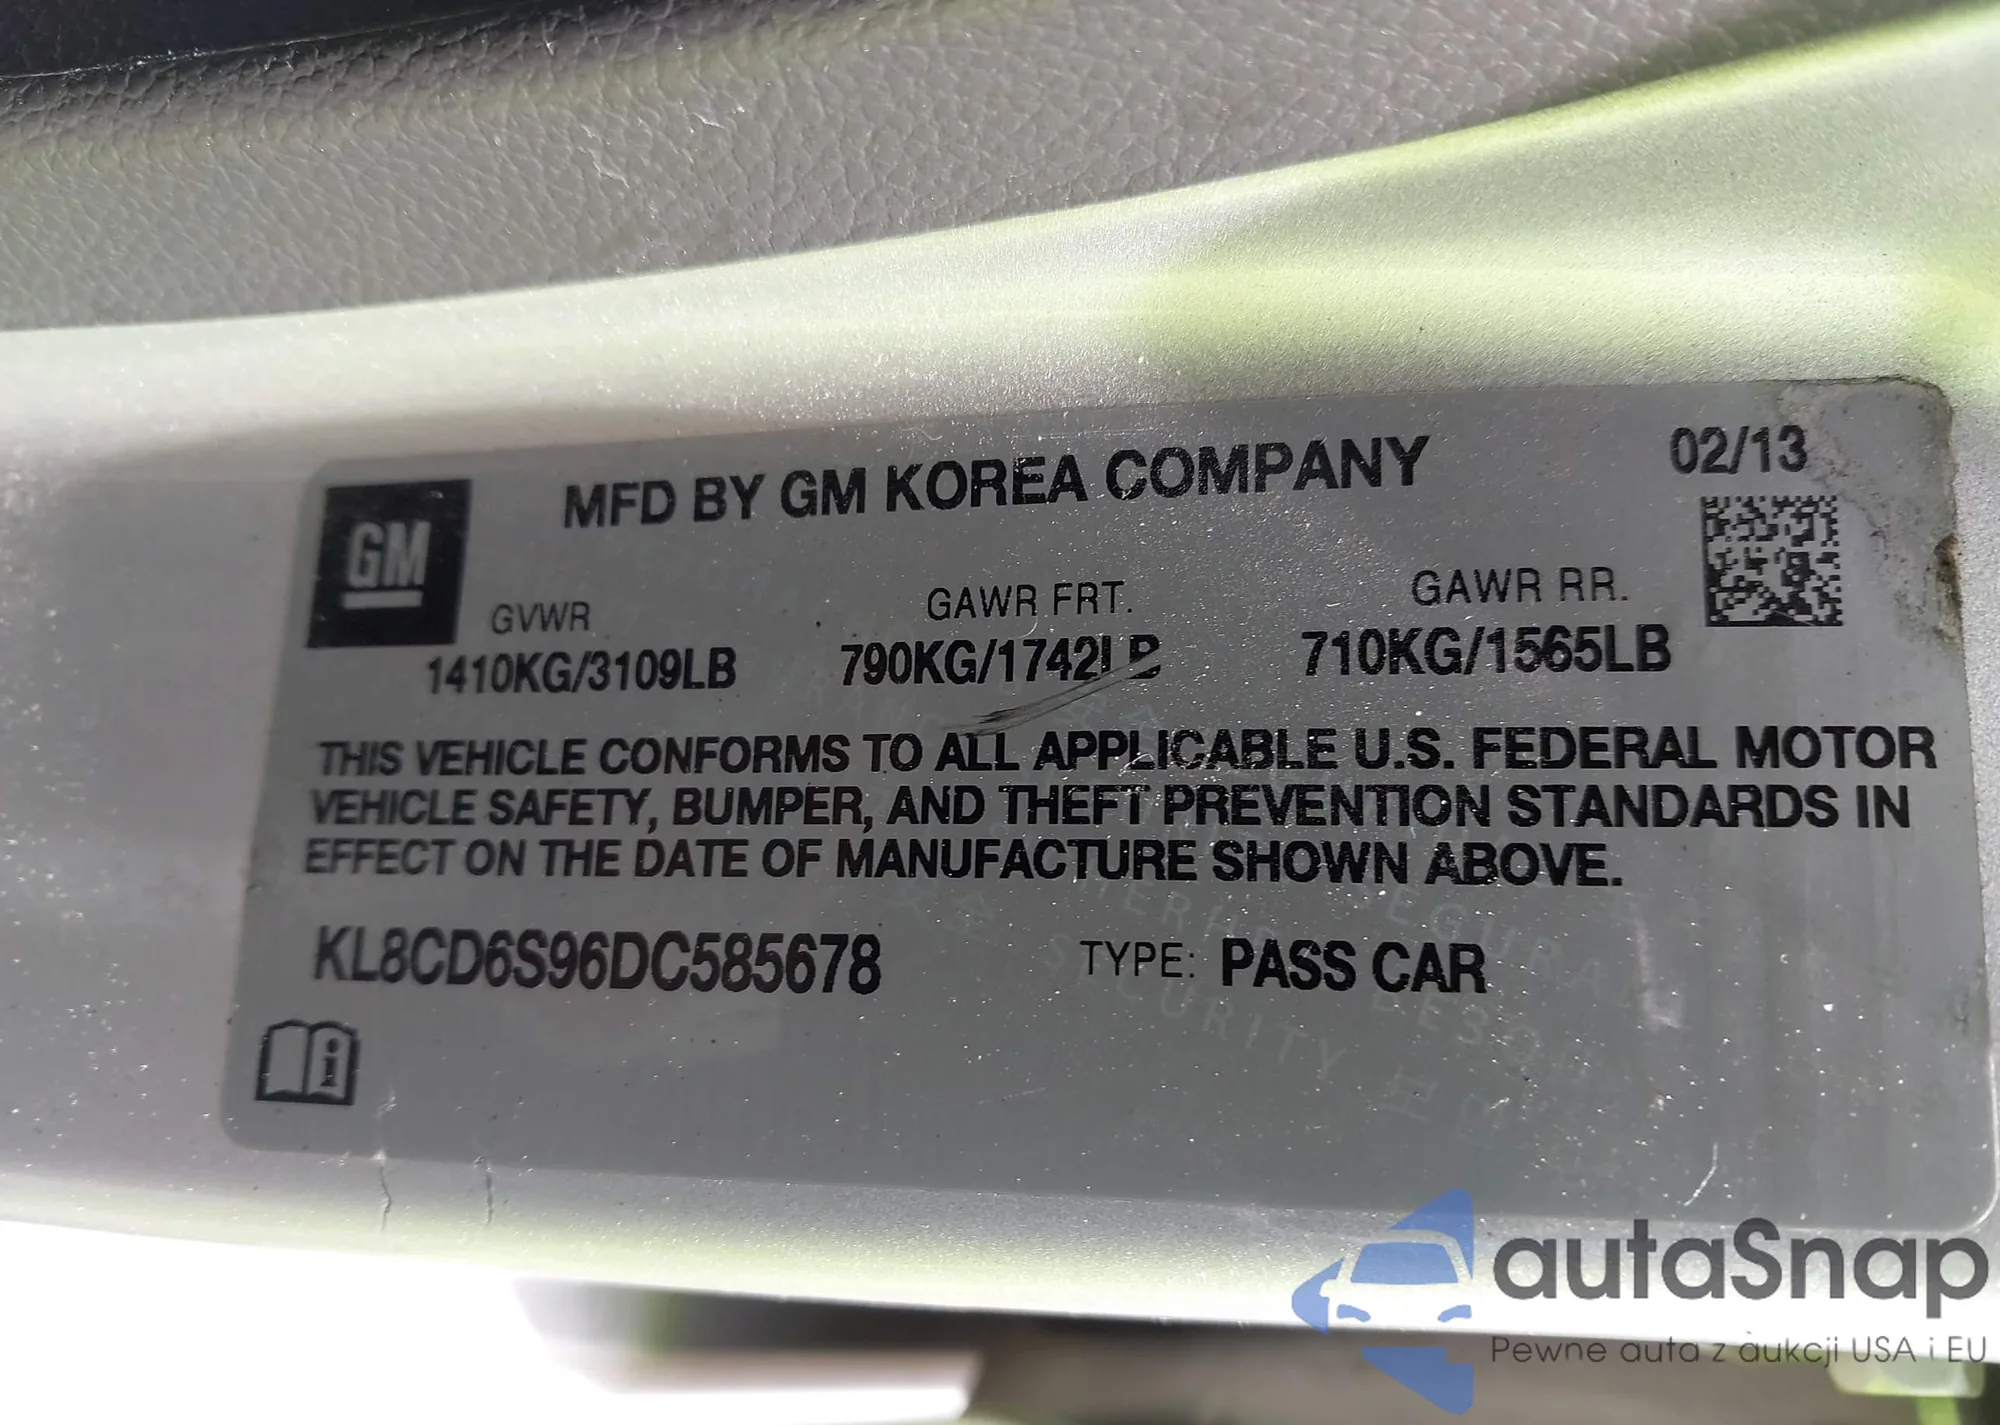 GM
MFD BY GM KOREA COMPANY
02/13
GVWR
GAWR FRT.
GAWR RR.
1410KG/3109LB
790KG/1742LB
710KG/1565LB
THIS VEHICLE CONFORMS TO ALL APPLICABLE U.S. FEDERAL MOTOR
VEHICLE SAFETY, BUMPER, AND THEFT PREVENTION STANDARDS IN
EFFECT ON THE DATE OF MANUFACTURE SHOWN ABOVE.
KL8CD6S96DC585678
TYPE: PASS CAR
i
SECURITY
autaSnap
Pewne auta z aukcji USA i EU